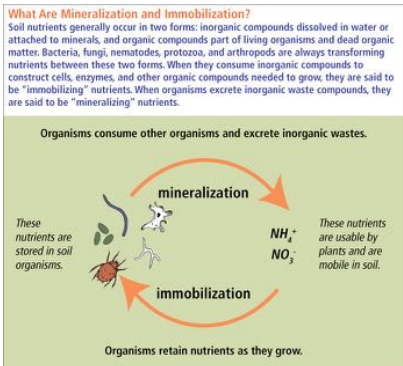 What Are Mineralization and Immobilization?
Soil nutrients generally occur in two forms: inorganic compounds dissolved in water or
attached to minerals, and organic compounds part of living organisms and dead organic
matter. Bacteria, fungi, nematodes, protozoa, and arthropods are always transforming
nutrients between these two forms. When they consume inorganic compounds to
construct cells, enzymes, and other organic compounds needed to grow, they are said to
be "immobilizing" nutrients. When organisms excrete inorganic waste compounds, they
are said to be "mineralizing" nutrients.
Organisms consume other organisms and excrete inorganic wastes.
mineralization
These
nutrients are
stored in soil
organisms.
NH₄⁺
NO₃⁻
These nutrients
are usable by
plants and are
mobile in soil.
immobilization
Organisms retain nutrients as they grow.